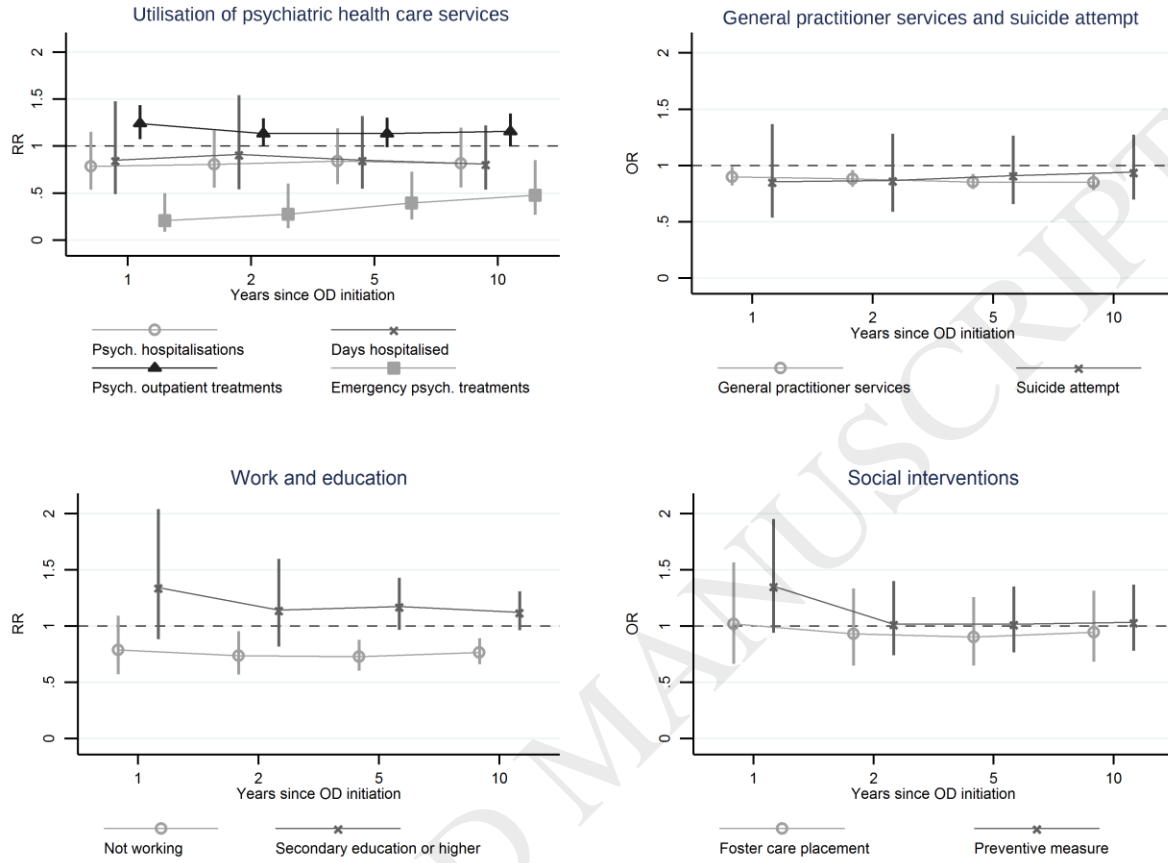 Utilisation of psychiatric health care services
2
1.5
1
.5
0
RR
1
2
5
10
Years since OD initiation
Psych. hospitalisations
Days hospitalised
Psych. outpatient treatments
Emergency psych. treatments
General practitioner services and suicide attempt
2
1.5
1
.5
0
OR
1
2
5
10
Years since OD initiation
General practitioner services
Suicide attempt
Work and education
2
1.5
1
.5
0
RR
1
2
5
10
Years since OD initiation
Not working
Secondary education or higher
Social interventions
2
1.5
1
.5
0
OR
1
2
5
10
Years since OD initiation
Foster care placement
Preventive measure
D MANUSCRIPT